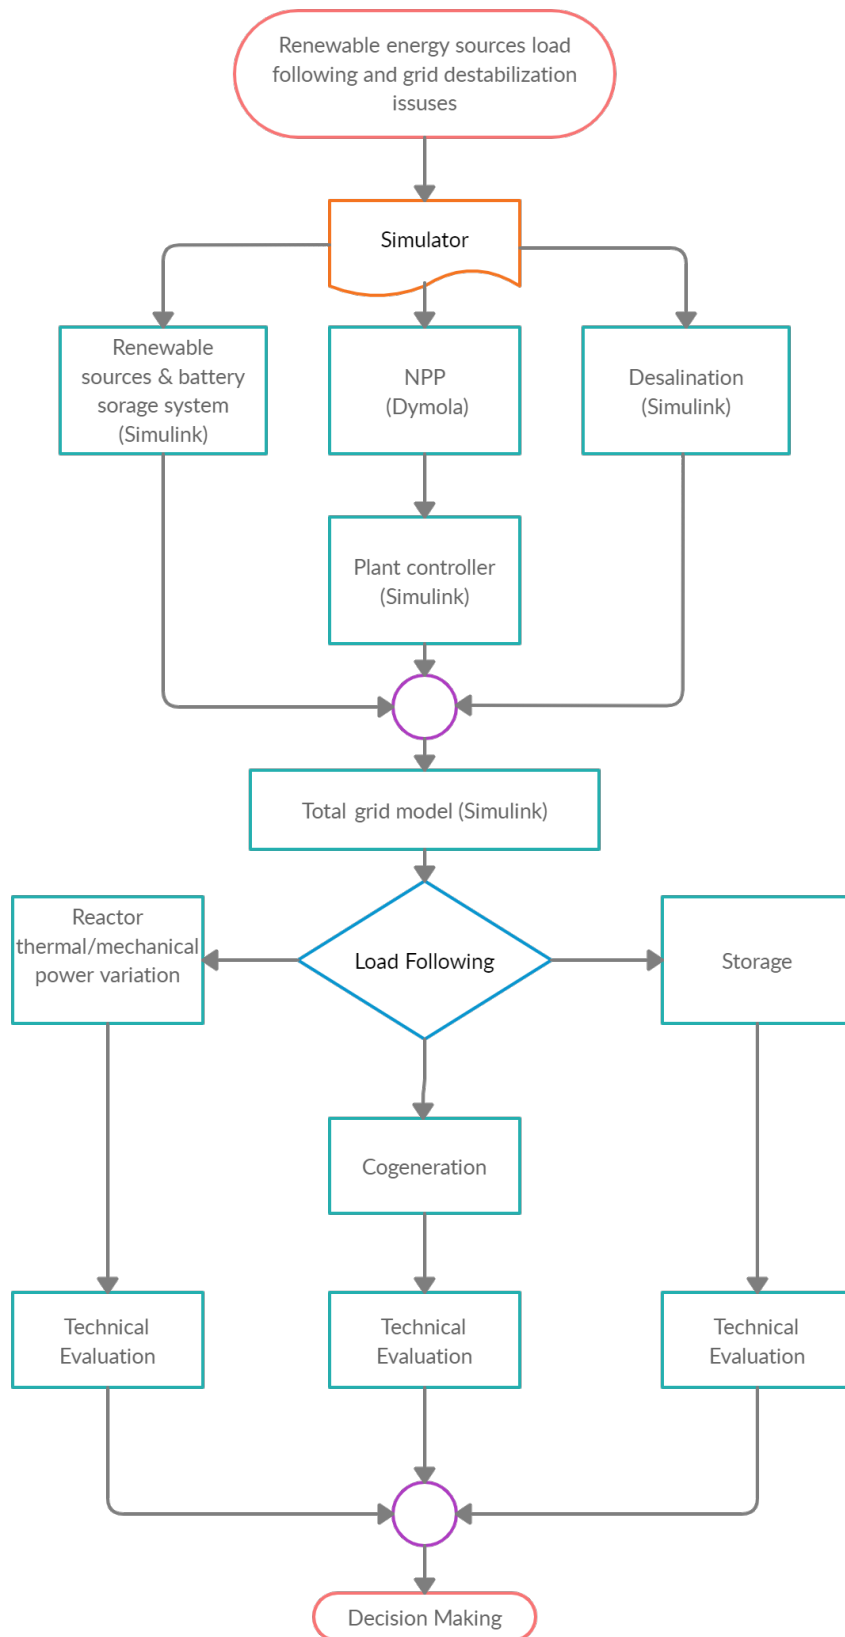 Renewable energy sources load
following and grid destabilization
issuses
Simulator
Renewable
sources & battery
sorage system
(Simulink)
NPP
(Dymola)
Desalination
(Simulink)
Plant controller
(Simulink)
Total grid model (Simulink)
Reactor
thermal/mechanical
power variation
Load Following
Storage
Cogeneration
Technical
Evaluation
Technical
Evaluation
Technical
Evaluation
Decision Making